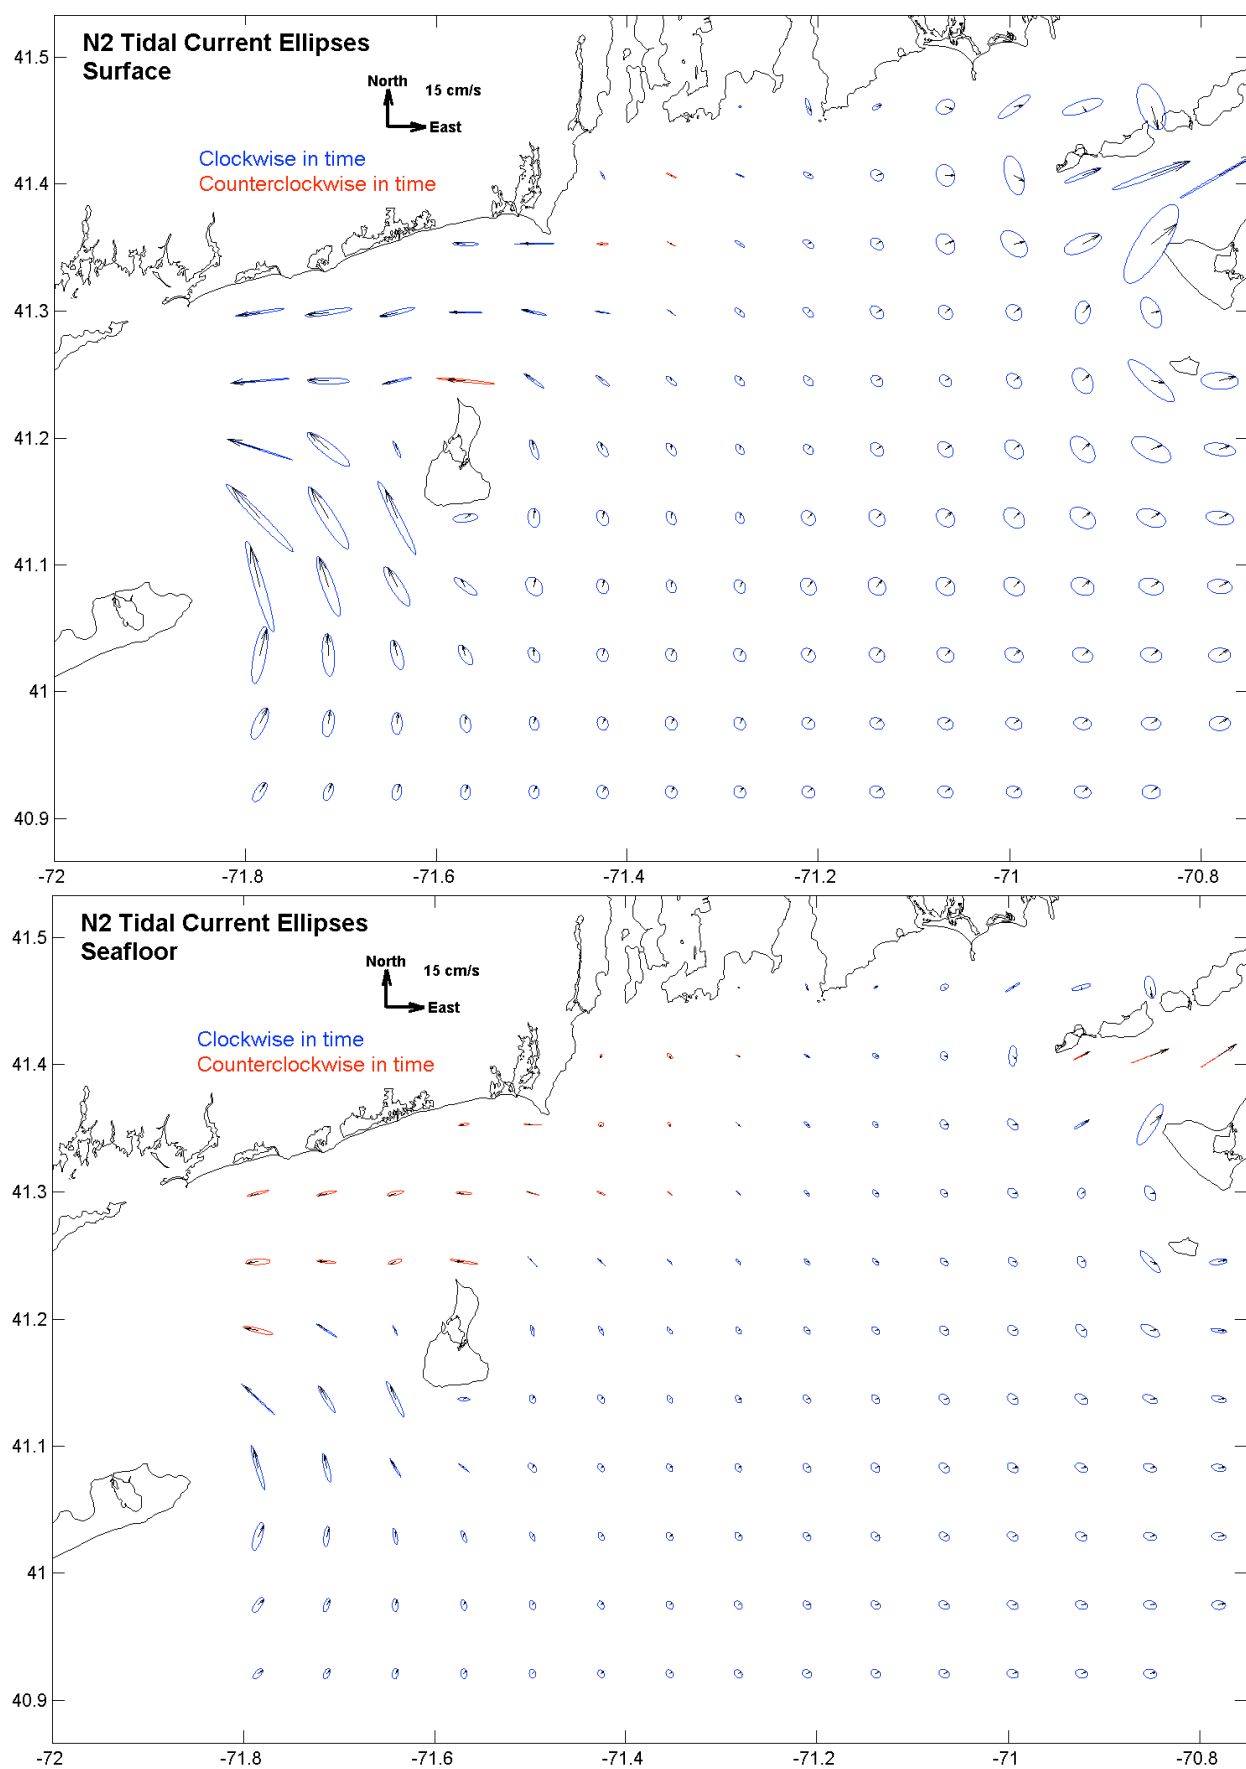 N2 Tidal Current Ellipses
Surface
North
15 cm/s
East
Clockwise in time
Counterclockwise in time
41.5
41.4
41.3
41.2
41.1
41
40.9
-72 -71.8 -71.6 -71.4 -71.2 -71 -70.8
N2 Tidal Current Ellipses
Seafloor
North
15 cm/s
East
Clockwise in time
Counterclockwise in time
41.5
41.4
41.3
41.2
41.1
41
40.9
-72 -71.8 -71.6 -71.4 -71.2 -71 -70.8